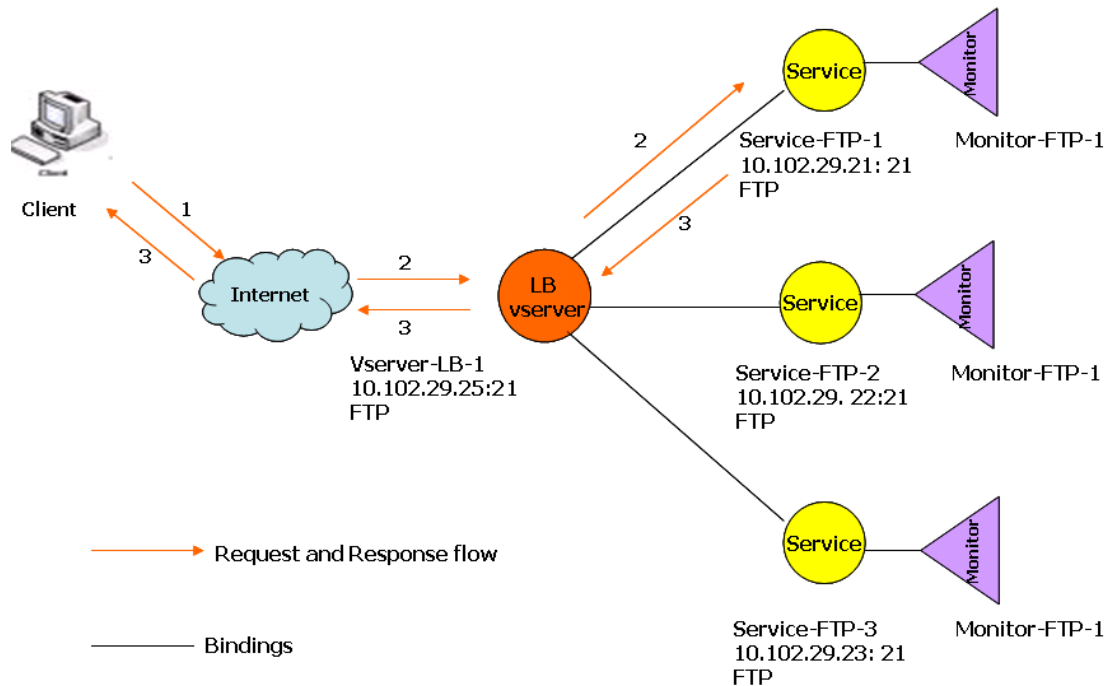 Service
Monitor
2
Service-FTP-1
10.102.29.21: 21
FTP
Monitor-FTP-1
Client
Client
1
3
3
Internet
2
3
LB
vserver
Vserver-LB-1
10.102.29.25:21
FTP
Service
Monitor
Service-FTP-2
10.102.29. 22:21
FTP
Monitor-FTP-1
Service
Monitor
Service-FTP-3
10.102.29.23: 21
FTP
Monitor-FTP-1
Request and Response flow
Bindings